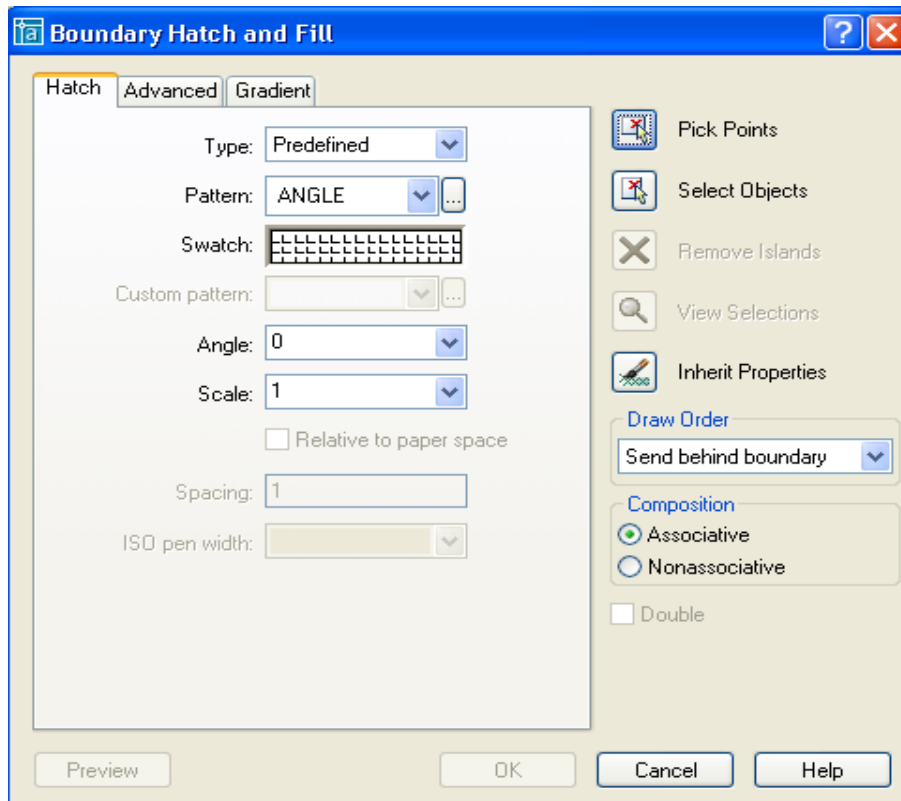 Boundary Hatch and Fill
Hatch Advanced Gradient
Type: Predefined
Pattern: ANGLE ...
Swatch:
Custom pattern: ...
Angle: 0
Scale: 1
Relative to paper space
Spacing: 1
ISO pen width:
Pick Points
Select Objects
Remove Islands
View Selections
Inherit Properties
Draw Order
Send behind boundary
Composition
Associative
Nonassociative
Double
Preview OK Cancel Help